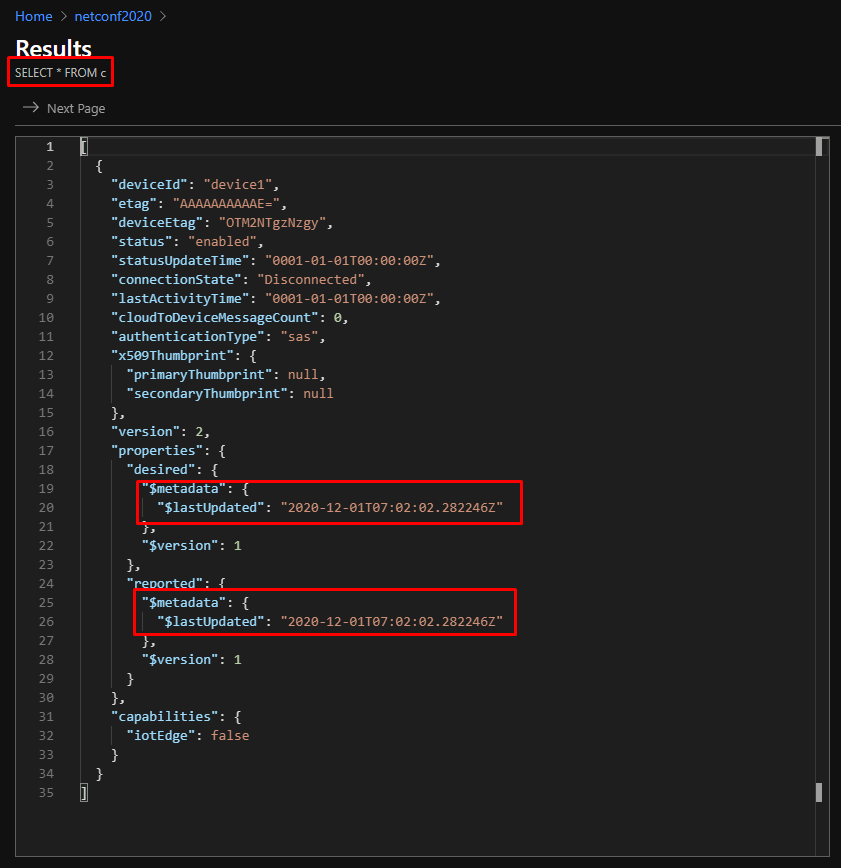 Home > netconf2020 >
Results
SELECT * FROM c
→ Next Page
1 [
2 {
3 "deviceId": "device1",
4 "etag": "AAAAAAAAAAE=",
5 "deviceEtag": "OTM2NTgzNzgy",
6 "status": "enabled",
7 "statusUpdateTime": "0001-01-01T00:00:00Z",
8 "connectionState": "Disconnected",
9 "lastActivityTime": "0001-01-01T00:00:00Z",
10 "cloudToDeviceMessageCount": 0,
11 "authenticationType": "sas",
12 "x509Thumbprint": {
13 "primaryThumbprint": null,
14 "secondaryThumbprint": null
15 },
16 "version": 2,
17 "properties": {
18 "desired": {
19 "$metadata": {
20 "$lastUpdated": "2020-12-01T07:02:02.282246Z"
21 },
22 "$version": 1
23 },
24 "reported": {
25 "$metadata": {
26 "$lastUpdated": "2020-12-01T07:02:02.282246Z"
27 },
28 "$version": 1
29 }
30 },
31 "capabilities": {
32 "iotEdge": false
33 }
34 }
35 ]